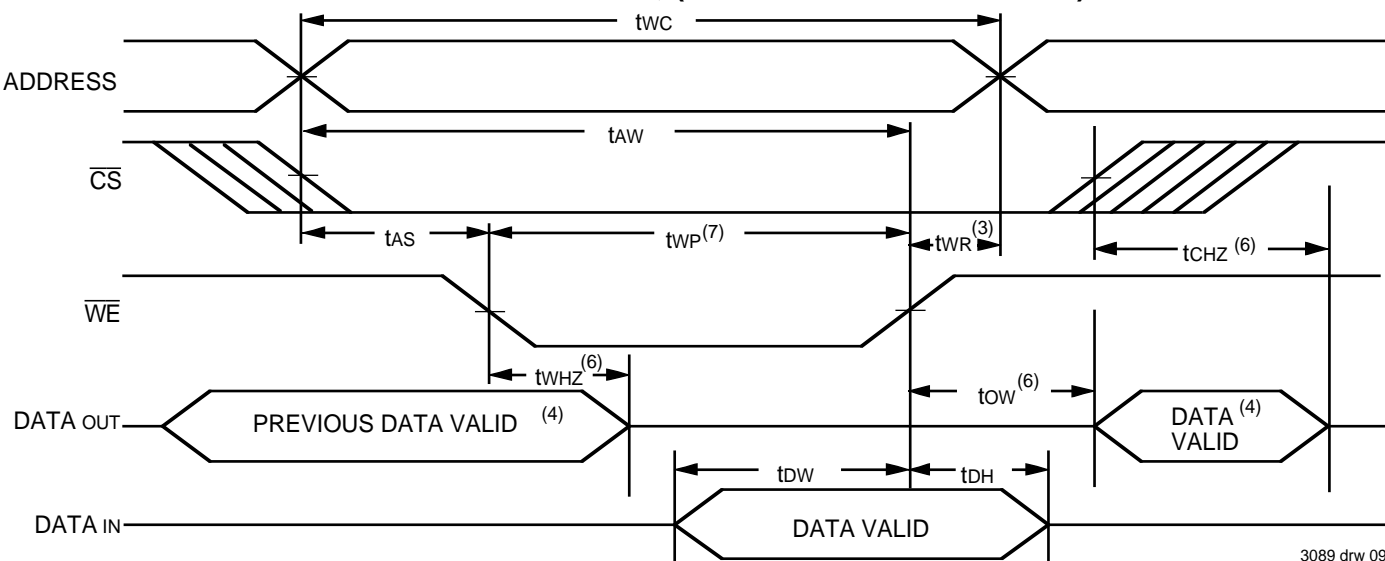 tWC
ADDRESS
tAW
CS
tAS
tWP(7)
tWR(3)
tCHZ (6)
WE
tWHZ(6)
tOW(6)
DATA OUT
PREVIOUS DATA VALID (4)
DATA (4)
VALID
tDW
tDH
DATA IN
DATA VALID
3089 drw 09